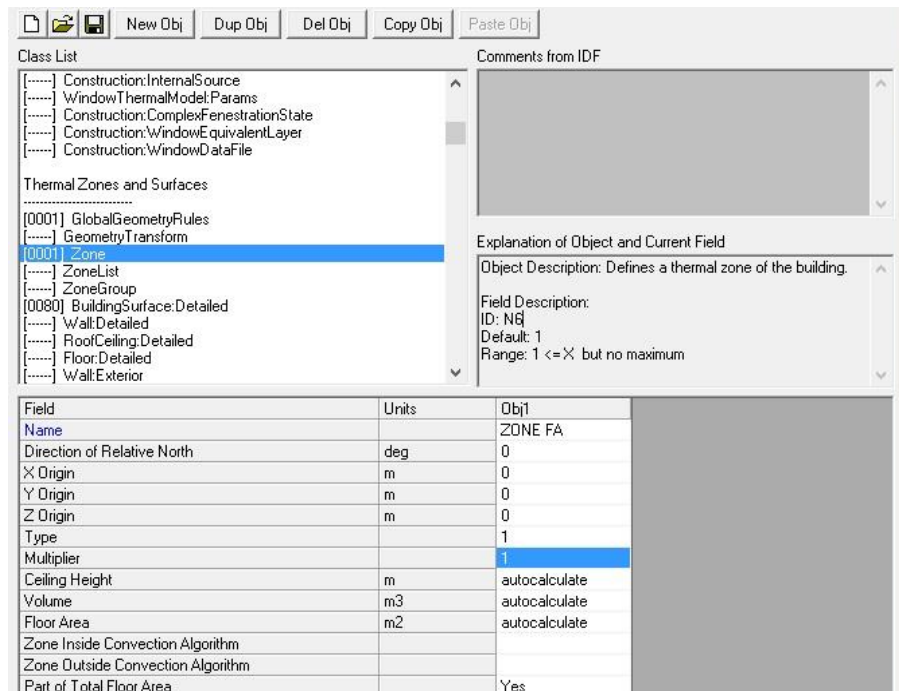 New Obj Dup Obj Del Obj Copy Obj Paste Obj
Class List
[------] Construction:InternalSource
[------] WindowThermalModel:Params
[------] Construction:ComplexFenestrationState
[------] Construction:WindowEquivalentLayer
[------] Construction:WindowDataFile
Thermal Zones and Surfaces
--------------------------
[0001] GlobalGeometryRules
[------] GeometryTransform
[0001] Zone
[------] ZoneList
[------] ZoneGroup
[0080] BuildingSurface:Detailed
[------] Wall:Detailed
[------] RoofCeiling:Detailed
[------] Floor:Detailed
[------] Wall:Exterior
Comments from IDF
Explanation of Object and Current Field
Object Description: Defines a thermal zone of the building.
Field Description:
ID: N6
Default: 1
Range: 1 <= X but no maximum
Field Units Obj1
Name ZONE FA
Direction of Relative North deg 0
X Origin m 0
Y Origin m 0
Z Origin m 0
Type 1
Multiplier 1
Ceiling Height m autocalculate
Volume m3 autocalculate
Floor Area m2 autocalculate
Zone Inside Convection Algorithm
Zone Outside Convection Algorithm
Part of Total Floor Area Yes